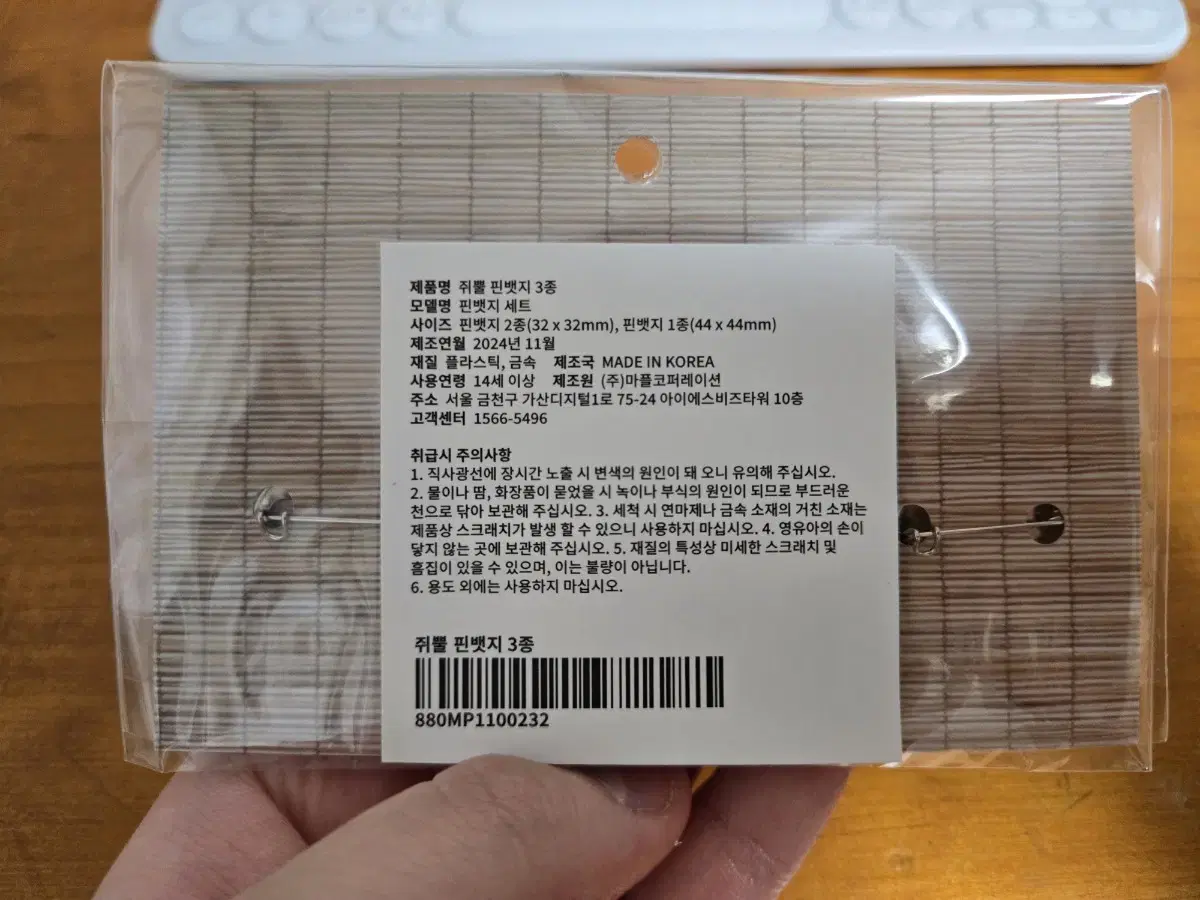 제품명 쥐뿔 핀뱃지 3종
모델명 핀뱃지 세트
사이즈 핀뱃지 2종(32 x 32mm), 핀뱃지 1종(44 x 44mm)
제조연월 2024년 11월
재질 플라스틱, 금속 제조국 MADE IN KOREA
사용연령 14세 이상 제조원 (주)마플코퍼레이션
주소 서울 금천구 가산디지털1로 75-24 아이에스비즈타워 10층
고객센터 1566-5496
취급시 주의사항
1. 직사광선에 장시간 노출 시 변색의 원인이 돼 오니 유의해 주십시오.
2. 물이나 땀, 화장품이 묻었을 시 녹이나 부식의 원인이 되므로 부드러운
천으로 닦아 보관해 주십시오. 3. 세척 시 연마제나 금속 소재의 거친 소재는
제품상 스크래치가 발생 할 수 있으니 사용하지 마십시오. 4. 영유아의 손이
닿지 않는 곳에 보관해 주십시오. 5. 재질의 특성상 미세한 스크래치 및
흠집이 있을 수 있으며, 이는 불량이 아닙니다.
6. 용도 외에는 사용하지 마십시오.
쥐뿔 핀뱃지 3종
880MP1100232